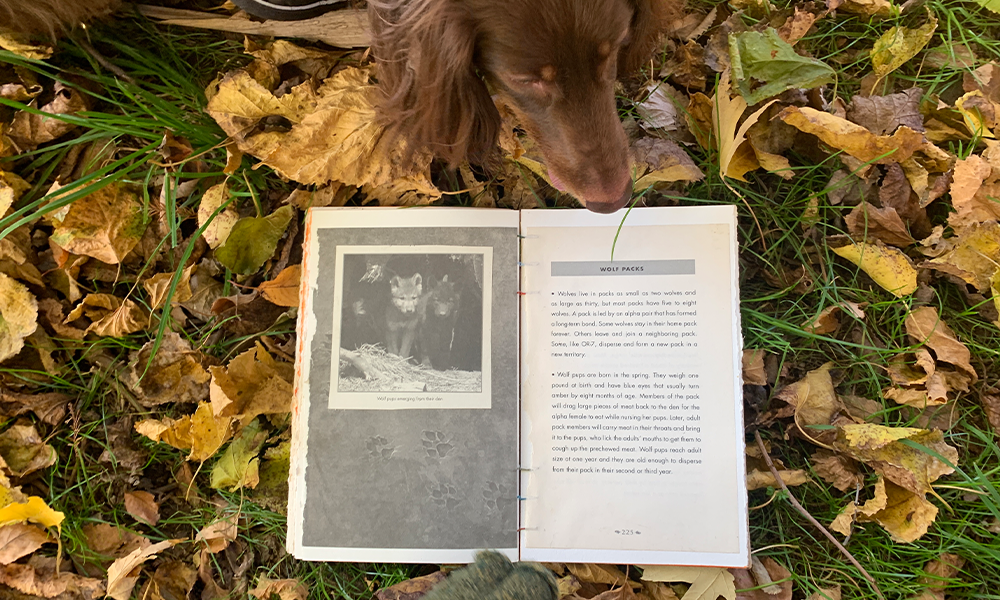 Wolf pups emerging from their den.
WOLF PACKS
• Wolves live in packs as small as two wolves and
as large as thirty, but most packs have five to eight
wolves. A pack is led by an alpha pair that has formed
a long-term bond. Some wolves stay in their home pack
forever. Others leave and join a neighboring pack.
Some, like OR-7, disperse and form a new pack in a
new territory.
• Wolf pups are born in the spring. They weigh one
pound at birth and have blue eyes that usually turn
amber by eight months of age. Members of the pack
will drag large pieces of meat back to the den for the
alpha female to eat while nursing her pups. Later, adult
pack members will carry meat in their throats and bring
it to the pups, who lick the adults' mouths to get them to
cough up the prechewed meat. Wolf pups reach adult
size at one year and they are old enough to disperse
from their pack in their second or third year.
225